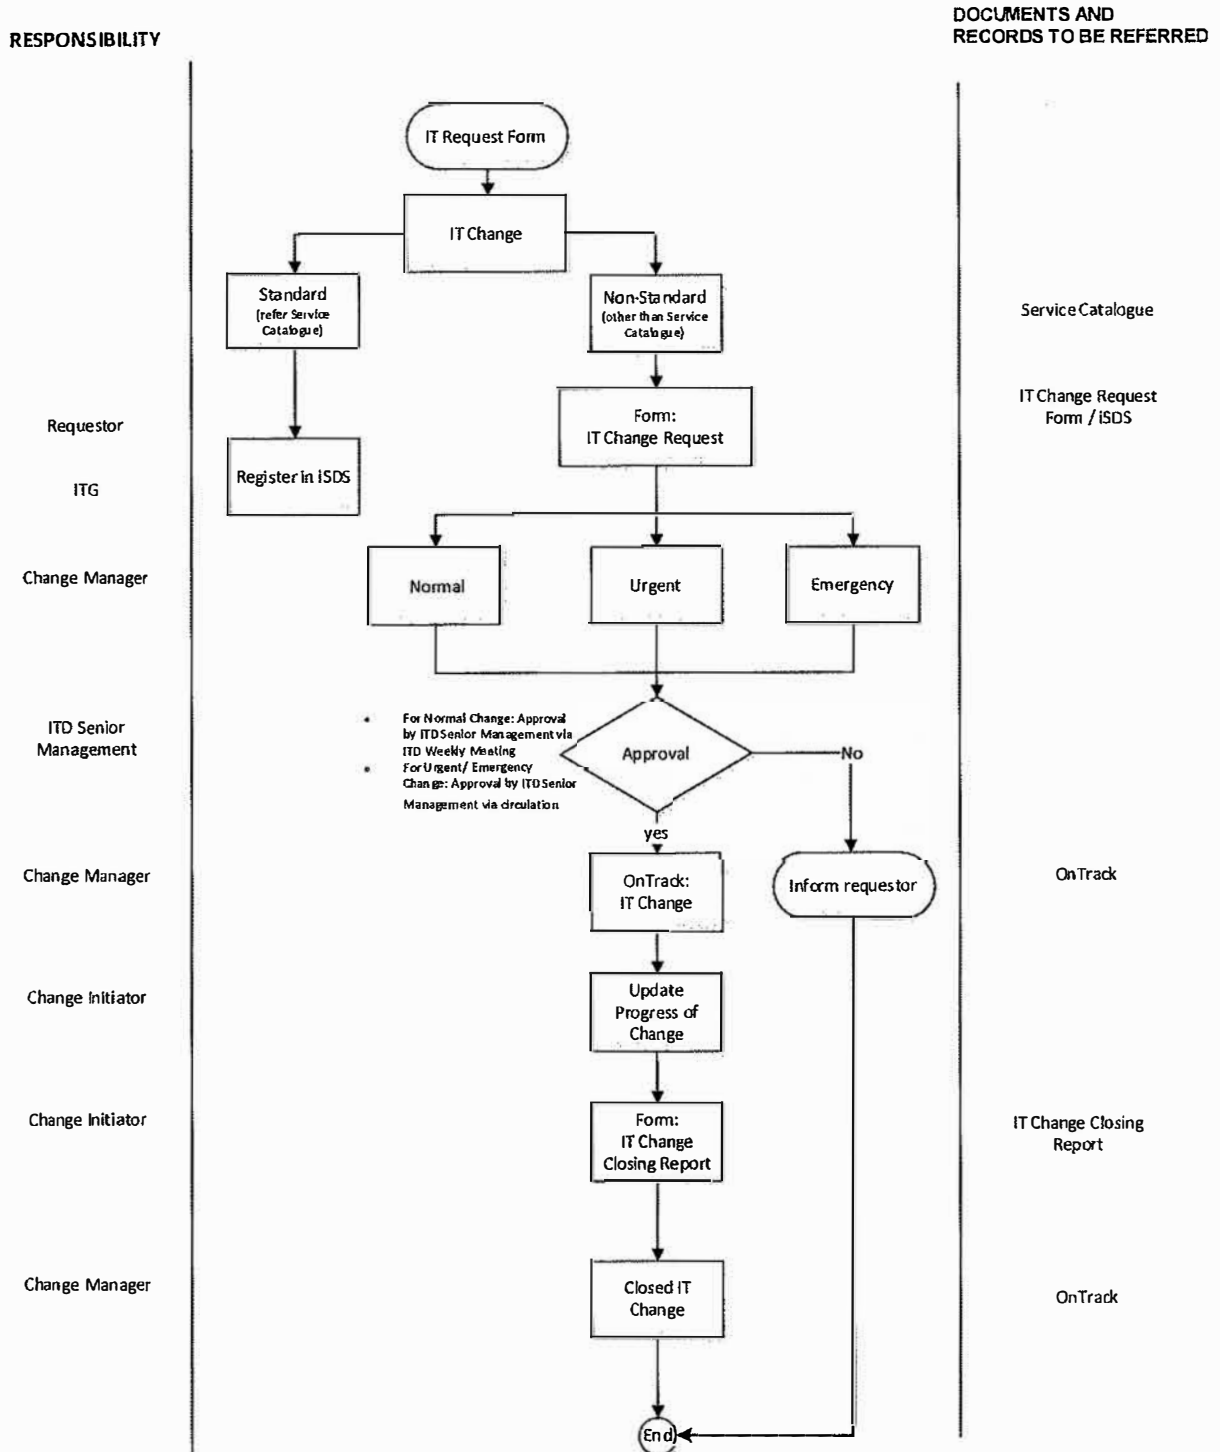 DOCUMENTS AND
RECORDS TO BE REFERRED
RESPONSIBILITY
IT Request Form
IT Change
Standard
(refer Service
Catalogue)
Non-Standard
(other than Service
Catalogue)
Service Catalogue
IT Change Request
Form / iSDS
Form:
IT Change Request
Requestor
Register in iSDS
ITG
Change Manager
Normal
Urgent
Emergency
ITD Senior
Management
• For Normal Change: Approval
by ITD Senior Management via
ITD Weekly Meeting
• For Urgent/ Emergency
Change: Approval by ITD Senior
Management via circulation
Approval
No
yes
Change Manager
OnTrack:
IT Change
Inform requestor
OnTrack
Change Initiator
Update
Progress of
Change
Change Initiator
Form:
IT Change
Closing Report
IT Change Closing
Report
Change Manager
Closed IT
Change
OnTrack
End